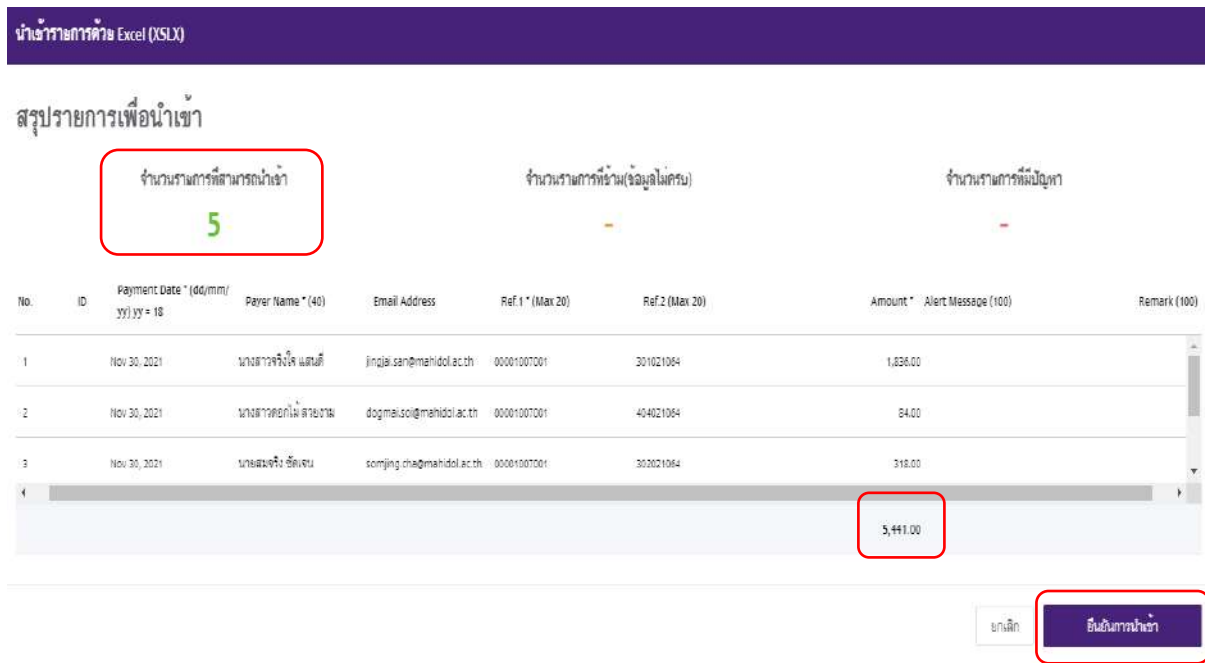 นำเข้ารายการด้วย Excel (XSLX)
สรุปรายการเพื่อนำเข้า
จำนวนรายการที่สามารถนำเข้า จำนวนรายการที่ข้าม(ข้อมูลไม่ครบ) จำนวนรายการที่มีปัญหา
5 - -
No. ID Payment Date * (dd/mm/yy) yy = 18 Payer Name * (40) Email Address Ref.1 * (Max 20) Ref.2 (Max 20) Amount * Alert Message (100) Remark (100)
1 Nov 30, 2021 นางสาวจริงใจ แสนดี jingjai.san@mahidol.ac.th 00001007001 301021064 1,836.00
2 Nov 30, 2021 นางสาวดอกไม้ สวยงาม dogmai.soi@mahidol.ac.th 00001007001 404021064 84.00
3 Nov 30, 2021 นายสมจริง ชัดเจน somjing.cha@mahidol.ac.th 00001007001 302021064 318.00
5,441.00
ยกเลิก ยืนยันการนำเข้า